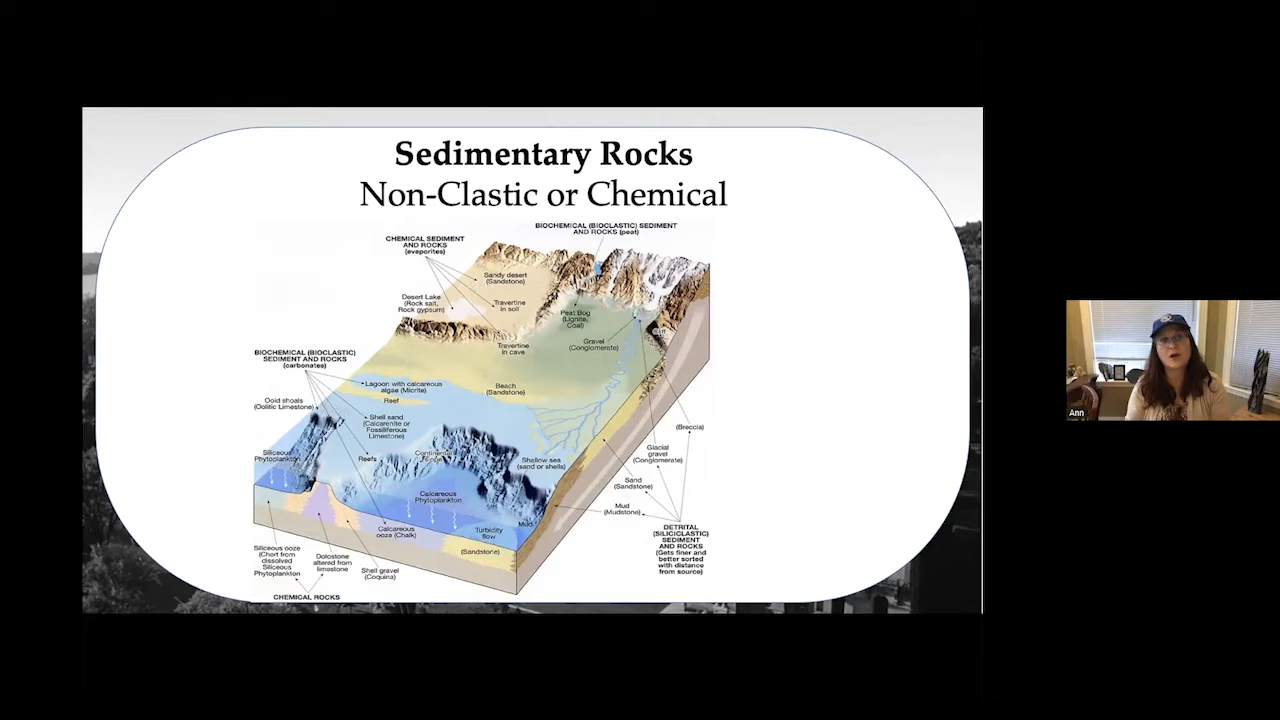 Sedimentary Rocks
Non-Clastic or Chemical
BIOCHEMICAL (BIOCLASTIC) SEDIMENT
AND ROCKS (peat)
CHEMICAL SEDIMENT
AND ROCKS
(evaporites)
Sandy desert
(Sandstone)
Desert Lake
(Rock salt,
Rock gypsum)
Travertine
in soil
Peat Bog
(Lignite,
Coal)
Gravel
(Conglomerate)
Travertine
in cave
BIOCHEMICAL (BIOCLASTIC)
SEDIMENT AND ROCKS
(carbonates)
Lagoon with calcareous
algae (Micrite)
Beach
(Sandstone)
Reef
Ooid shoals
(Oolitic Limestone)
Shell sand
(Calcarenite or
Fossiliferous
Limestone)
(Breccia)
Siliceous
Phytoplankton
Reefs
Continental
slope
Shallow sea
(sand or shells)
Glacial
gravel
(Conglomerate)
Sand
(Sandstone)
Calcareous
Phytoplankton
Mud
(Mudstone)
Mud
Calcareous
ooze (Chalk)
Turbidity
flow
(Sandstone)
DETRITAL
(SILICICLASTIC)
SEDIMENT
AND ROCKS
(Gets finer and
better sorted
with distance
from source)
Siliceous ooze
(Chert from
dissolved
Siliceous
Phytoplankton
Dolostone
altered from
limestone
Shell gravel
(Coquina)
CHEMICAL ROCKS
Ann